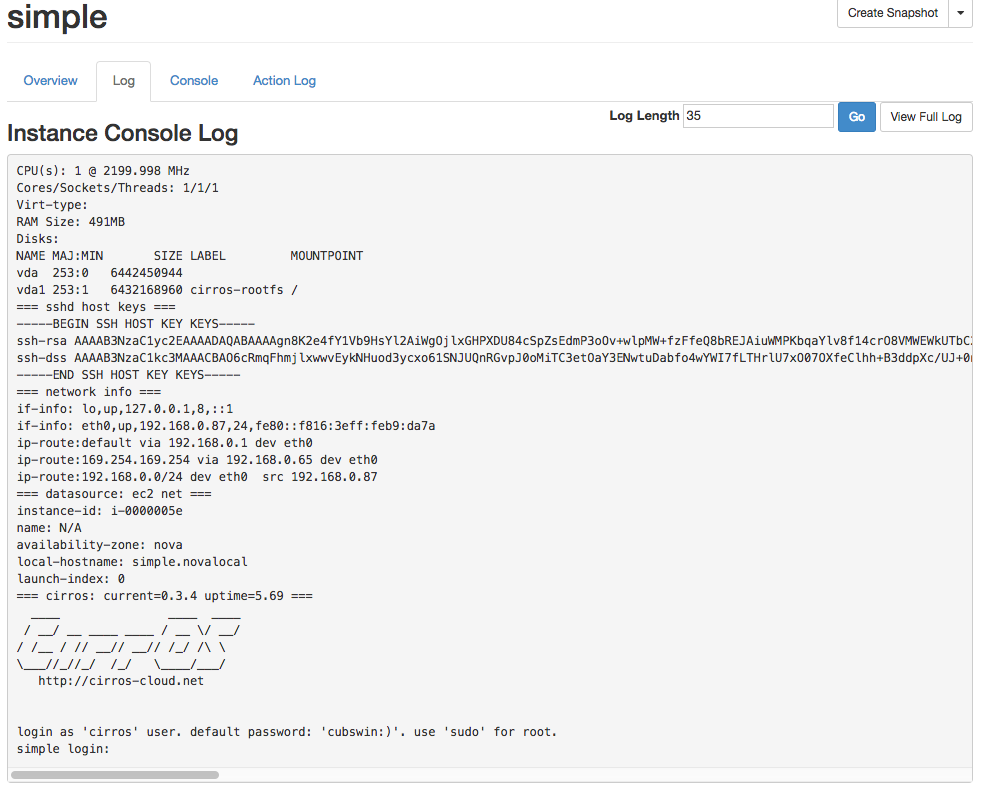 simple
Create Snapshot
Overview Log Console Action Log
Log Length 35 Go View Full Log
Instance Console Log
CPU(s): 1 @ 2199.998 MHz
Cores/Sockets/Threads: 1/1/1
Virt-type:
RAM Size: 491MB
Disks:
NAME MAJ:MIN       SIZE LABEL         MOUNTPOINT
vda  253:0   6442450944
vda1 253:1   6432168960 cirros-rootfs /
=== sshd host keys ===
-----BEGIN SSH HOST KEY KEYS-----
ssh-rsa AAAAB3NzaC1yc2EAAAADAQABAAAAgn8K2e4fY1Vb9HsYl2AiWgOjlxGHPXDU84cSpZsEdmP3oOv+wlpMW+fzFfeQ8bREJAiuWMPKbqaYlv8f14crO8VMWEWkUTbC
ssh-dss AAAAB3NzaC1kc3MAAACBAO6cRmqFhmjlxwwvEykNHuod3ycxo61SNJUQnRGvpJ0oMiTC3etOaY3ENwtuDabfo4wYWI7fLTHrlU7xO07OXfeClhh+B3ddpXc/UJ+0
-----END SSH HOST KEY KEYS-----
=== network info ===
if-info: lo,up,127.0.0.1,8,::1
if-info: eth0,up,192.168.0.87,24,fe80::f816:3eff:feb9:da7a
ip-route:default via 192.168.0.1 dev eth0
ip-route:169.254.169.254 via 192.168.0.65 dev eth0
ip-route:192.168.0.0/24 dev eth0  src 192.168.0.87
=== datasource: ec2 net ===
instance-id: i-0000005e
name: N/A
availability-zone: nova
local-hostname: simple.novalocal
launch-index: 0
=== cirros: current=0.3.4 uptime=5.69 ===
  ____               ____  ____
 / __/ __ ____ ____ / __ \/ __/
/ /__ / // __// __// /_/ /\ \
\___//_//_/  /_/   \____/___/
   http://cirros-cloud.net
login as 'cirros' user. default password: 'cubswin:)'. use 'sudo' for root.
simple login: